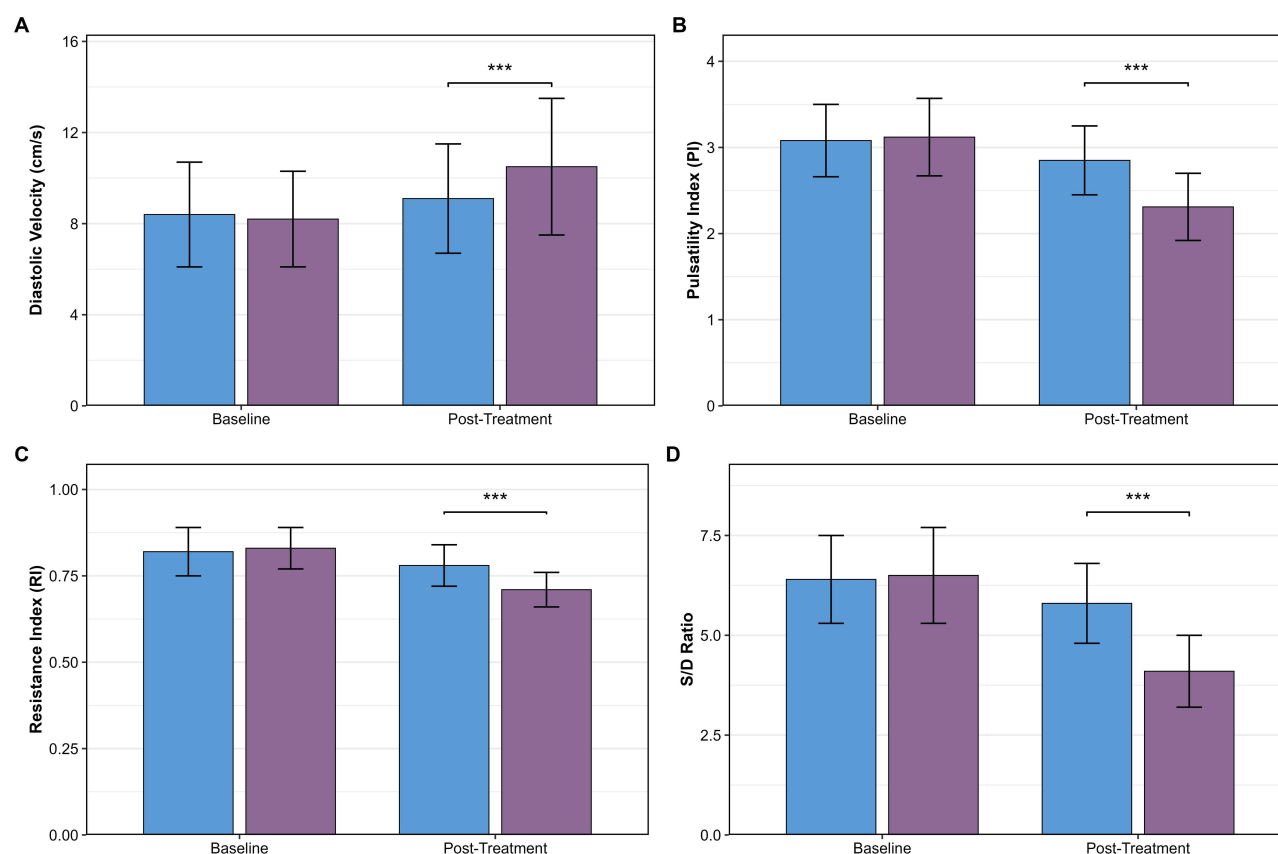 A
Diastolic Velocity (cm/s)
16
12
8
4
0
***
Baseline
Post-Treatment
B
Pulsatility Index (PI)
4
3
2
1
0
***
Baseline
Post-Treatment
C
Resistance Index (RI)
1.00
0.75
0.50
0.25
0.00
***
Baseline
Post-Treatment
D
S/D Ratio
7.5
5.0
2.5
0.0
***
Baseline
Post-Treatment